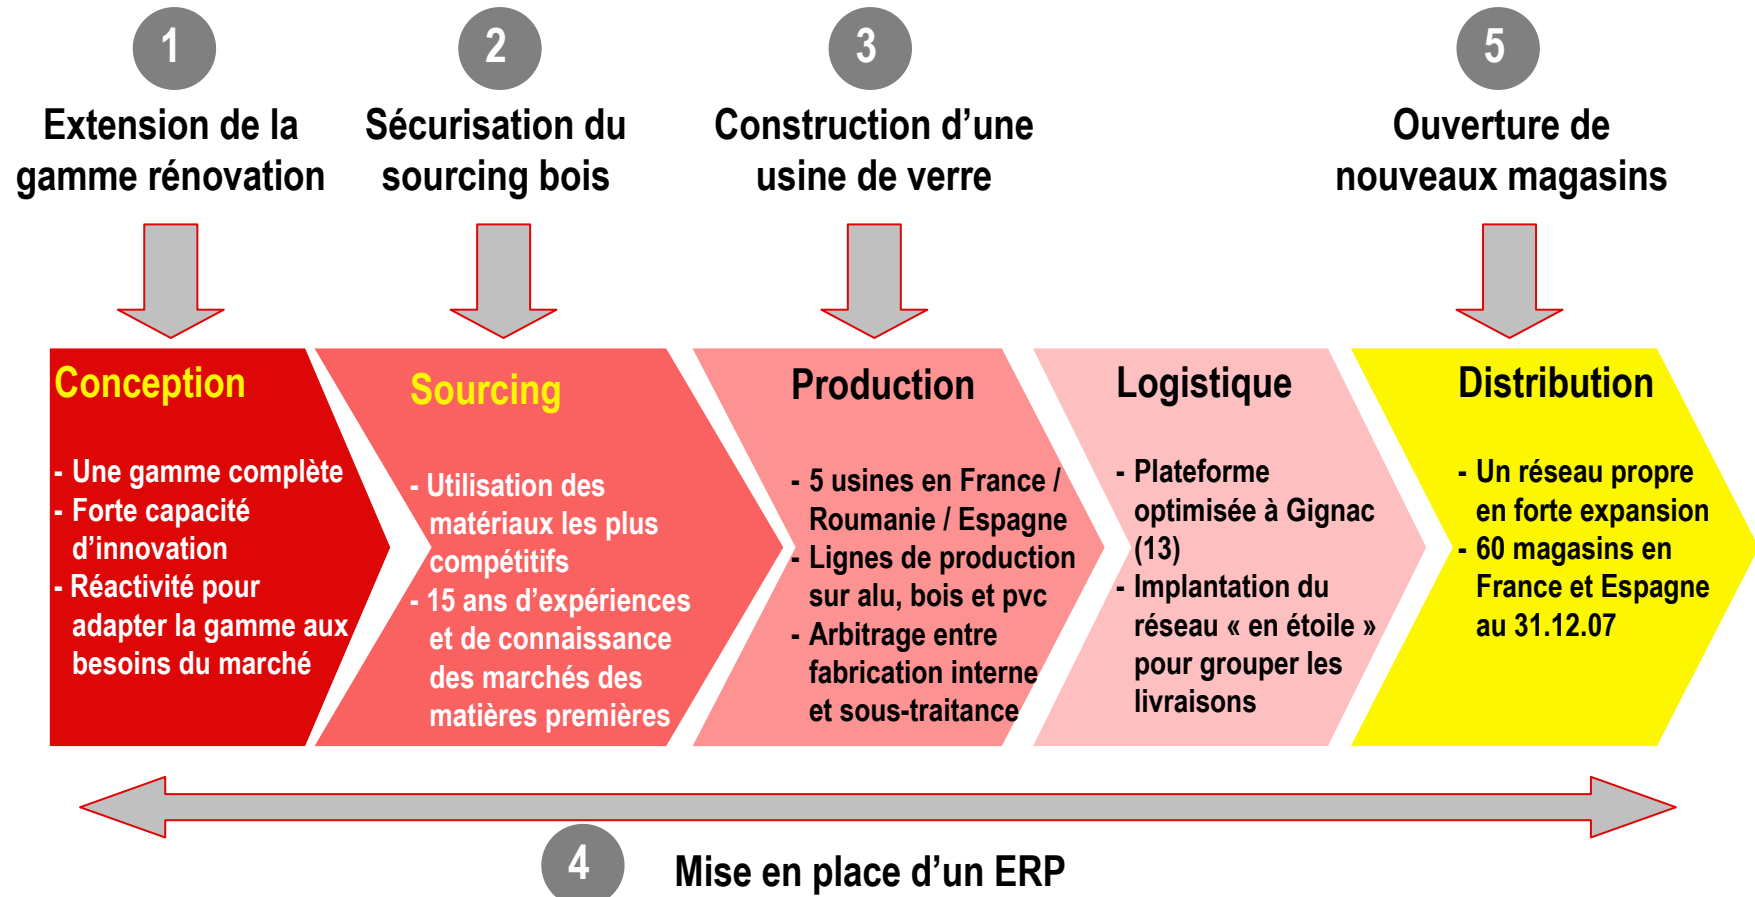 1
Extension de la
gamme rénovation
2
Sécurisation du
sourcing bois
3
Construction d’une
usine de verre
5
Ouverture de
nouveaux magasins
Conception
- Une gamme complète
- Forte capacité
d’innovation
- Réactivité pour
adapter la gamme aux
besoins du marché
Sourcing
- Utilisation des
matériaux les plus
compétitifs
- 15 ans d’expériences
et de connaissance
des marchés des
matières premières
Production
- 5 usines en France /
Roumanie / Espagne
- Lignes de production
sur alu, bois et pvc
- Arbitrage entre
fabrication interne
et sous-traitance
Logistique
- Plateforme
optimisée à Gignac
(13)
- Implantation du
réseau « en étoile »
pour grouper les
livraisons
Distribution
- Un réseau propre
en forte expansion
- 60 magasins en
France et Espagne
au 31.12.07
4
Mise en place d’un ERP